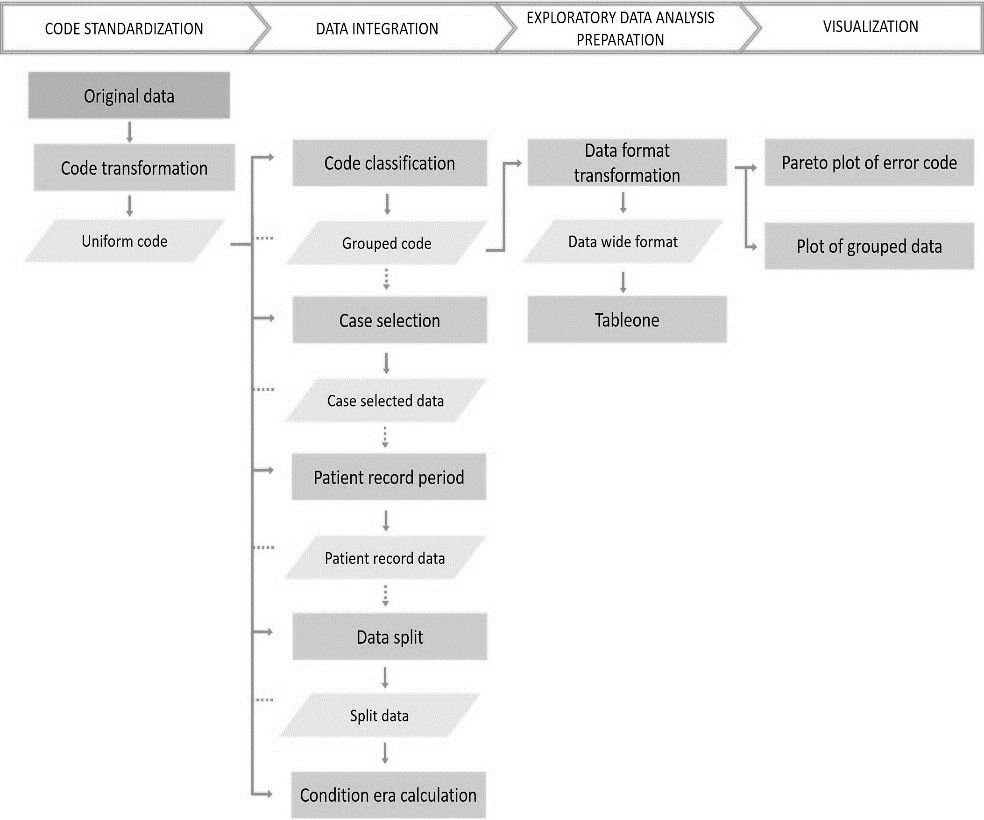 CODE STANDARDIZATION
DATA INTEGRATION
EXPLORATORY DATA ANALYSIS
PREPARATION
VISUALIZATION
Original data
Code transformation
Uniform code
Code classification
Grouped code
Case selection
Case selected data
Patient record period
Patient record data
Data split
Split data
Condition era calculation
Data format
transformation
Data wide format
Tableone
Pareto plot of error code
Plot of grouped data